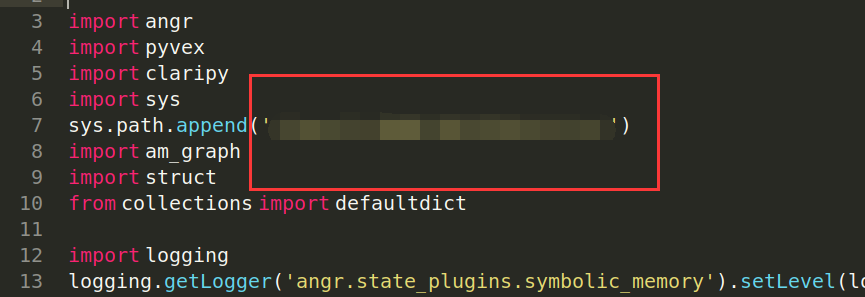 2
3 import angr
4 import pyvex
5 import claripy
6 import sys
7 sys.path.append('')
8 import am_graph
9 import struct
10 from collections import defaultdict
11
12 import logging
13 logging.getLogger('angr.state_plugins.symbolic_memory').setLevel(lo